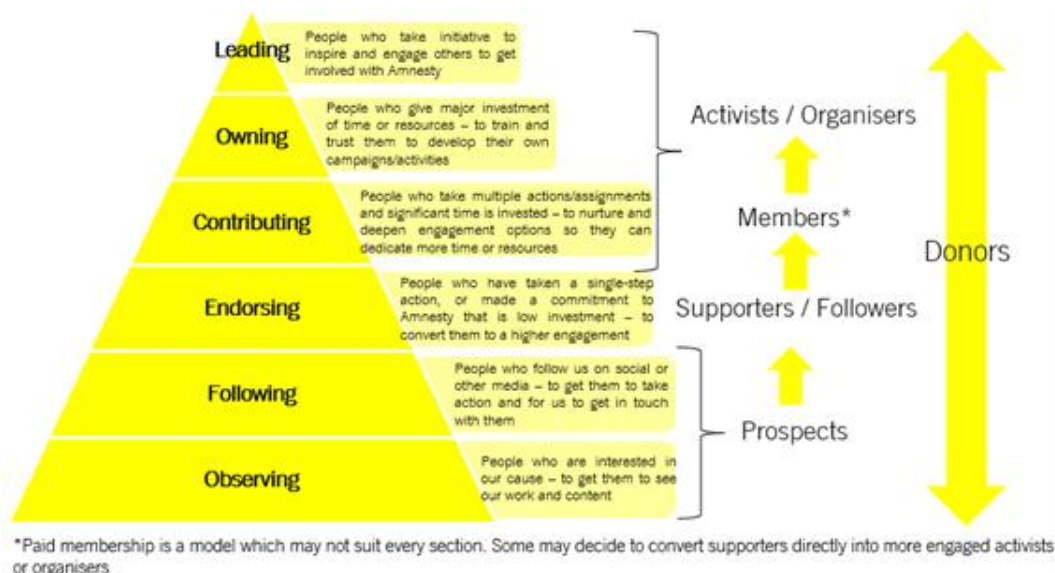 Leading
People who take initiative to
inspire and engage others to get
involved with Amnesty
Owning
People who give major investment
of time or resources – to train and
trust them to develop their own
campaigns/activities
Contributing
People who take multiple actions/assignments
and significant time is invested – to nurture and
deepen engagement options so they can
dedicate more time or resources
Endorsing
People who have taken a single-step
action, or made a commitment to
Amnesty that is low investment – to
convert them to a higher engagement
Following
People who follow us on social or
other media – to get them to take
action and for us to get in touch
with them
Observing
People who are interested in
our cause – to get them to see
our work and content
Activists / Organisers
Members*
Supporters / Followers
Prospects
Donors
*Paid membership is a model which may not suit every section. Some may decide to convert supporters directly into more engaged activists
or organisers